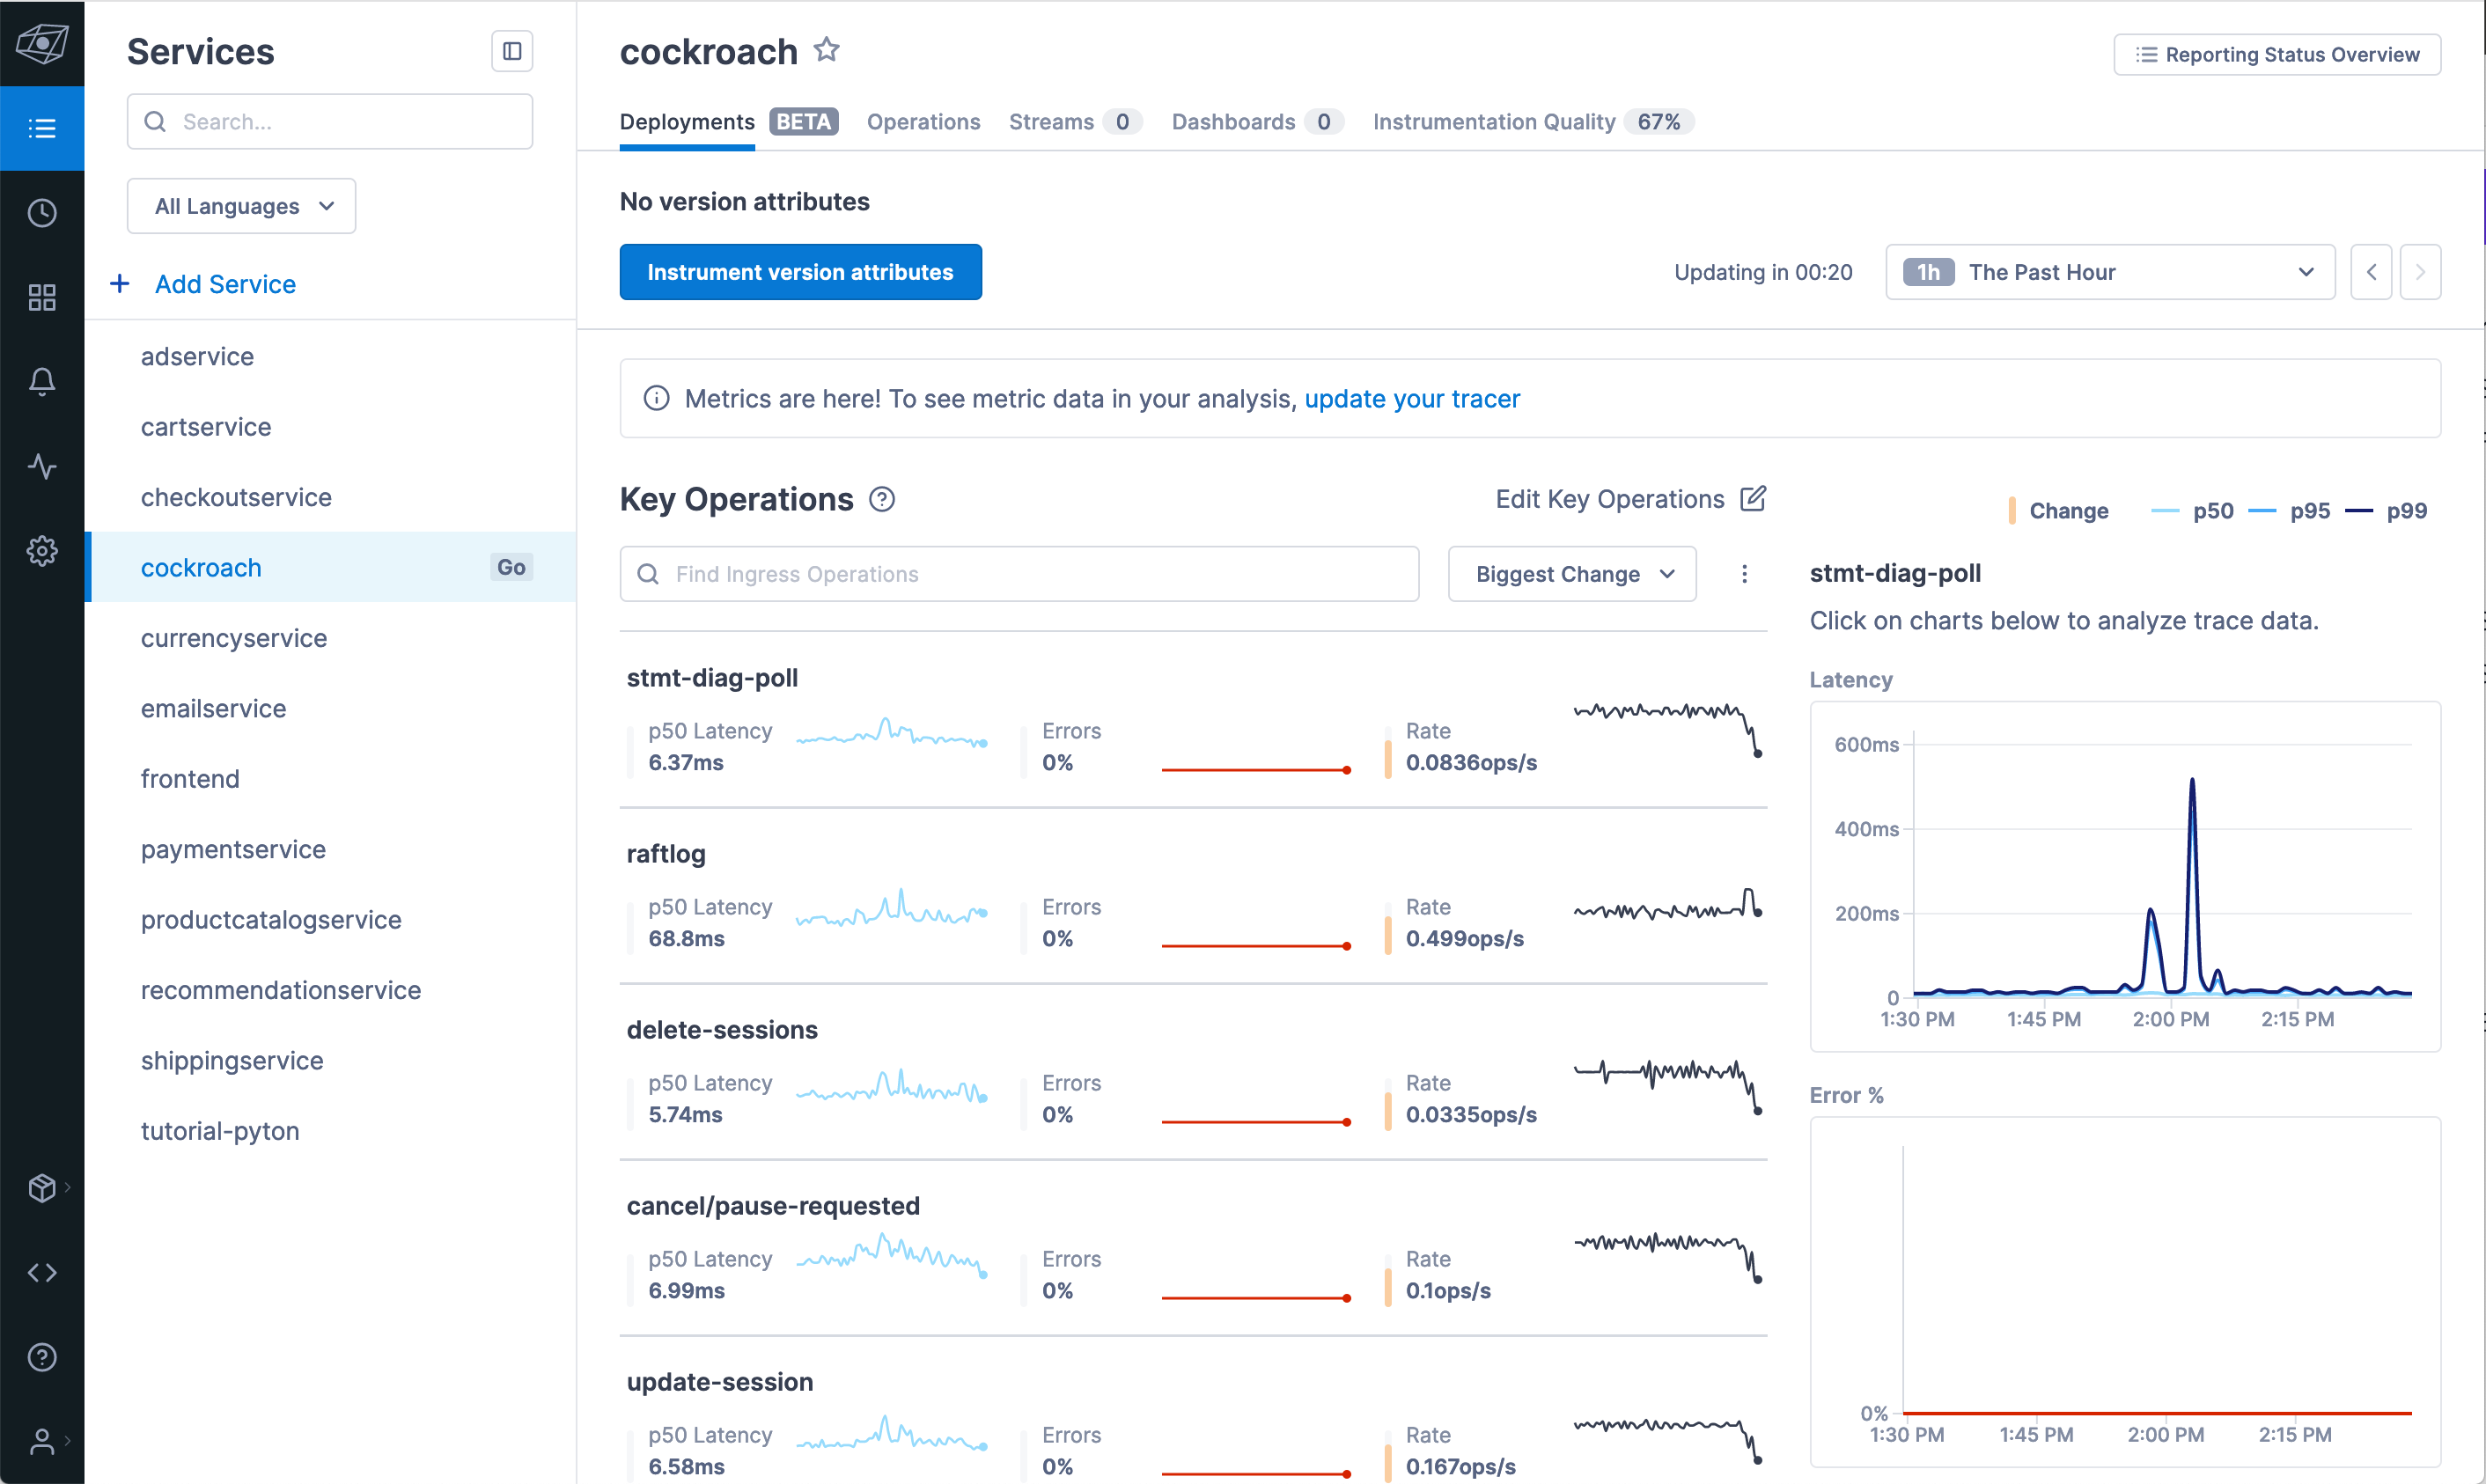 Services
Search...
All Languages
Add Service
adservice
cartservice
checkoutservice
cockroach Go
currencyservice
emailservice
frontend
paymentservice
productcatalogservice
recommendationservice
shippingservice
tutorial-pyton
cockroach
Reporting Status Overview
Deployments BETA Operations Streams 0 Dashboards 0 Instrumentation Quality 67%
No version attributes
Instrument version attributes
Updating in 00:20 1h The Past Hour
Metrics are here! To see metric data in your analysis, update your tracer
Key Operations
Edit Key Operations
Find Ingress Operations
Biggest Change
stmt-diag-poll
p50 Latency Errors Rate
6.37ms 0% 0.0836ops/s
raftlog
p50 Latency Errors Rate
68.8ms 0% 0.499ops/s
delete-sessions
p50 Latency Errors Rate
5.74ms 0% 0.0335ops/s
cancel/pause-requested
p50 Latency Errors Rate
6.99ms 0% 0.1ops/s
update-session
p50 Latency Errors Rate
6.58ms 0% 0.167ops/s
Change p50 p95 p99
stmt-diag-poll
Click on charts below to analyze trace data.
Latency
600ms
400ms
200ms
0
1:30 PM 1:45 PM 2:00 PM 2:15 PM
Error %
0%
1:30 PM 1:45 PM 2:00 PM 2:15 PM